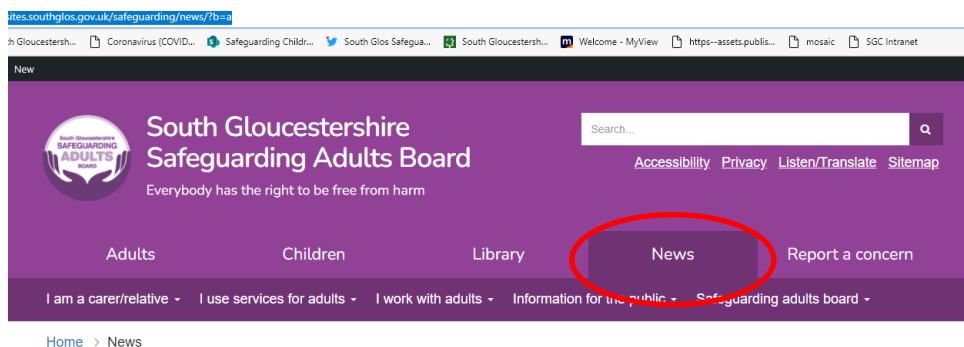 sites.southglos.gov.uk/safeguarding/news/?b=a
th Gloucestersh... Coronavirus (COVID... Safeguarding Childr... South Glos Safegua... South Gloucestersh... Welcome - MyView https--assets.publis... mosaic SGC Intranet
New
South Gloucestershire
SAFEGUARDING
ADULTS
BOARD
South Gloucestershire
Safeguarding Adults Board
Everybody has the right to be free from harm
Search...
Accessibility Privacy Listen/Translate Sitemap
Adults Children Library News Report a concern
I am a carer/relative I use services for adults I work with adults Information for the public Safeguarding adults board
Home > News